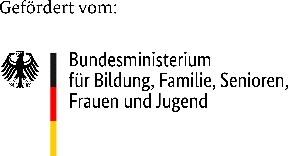 Gefördert vom:
Bundesministerium
für Bildung, Familie, Senioren,
Frauen und Jugend